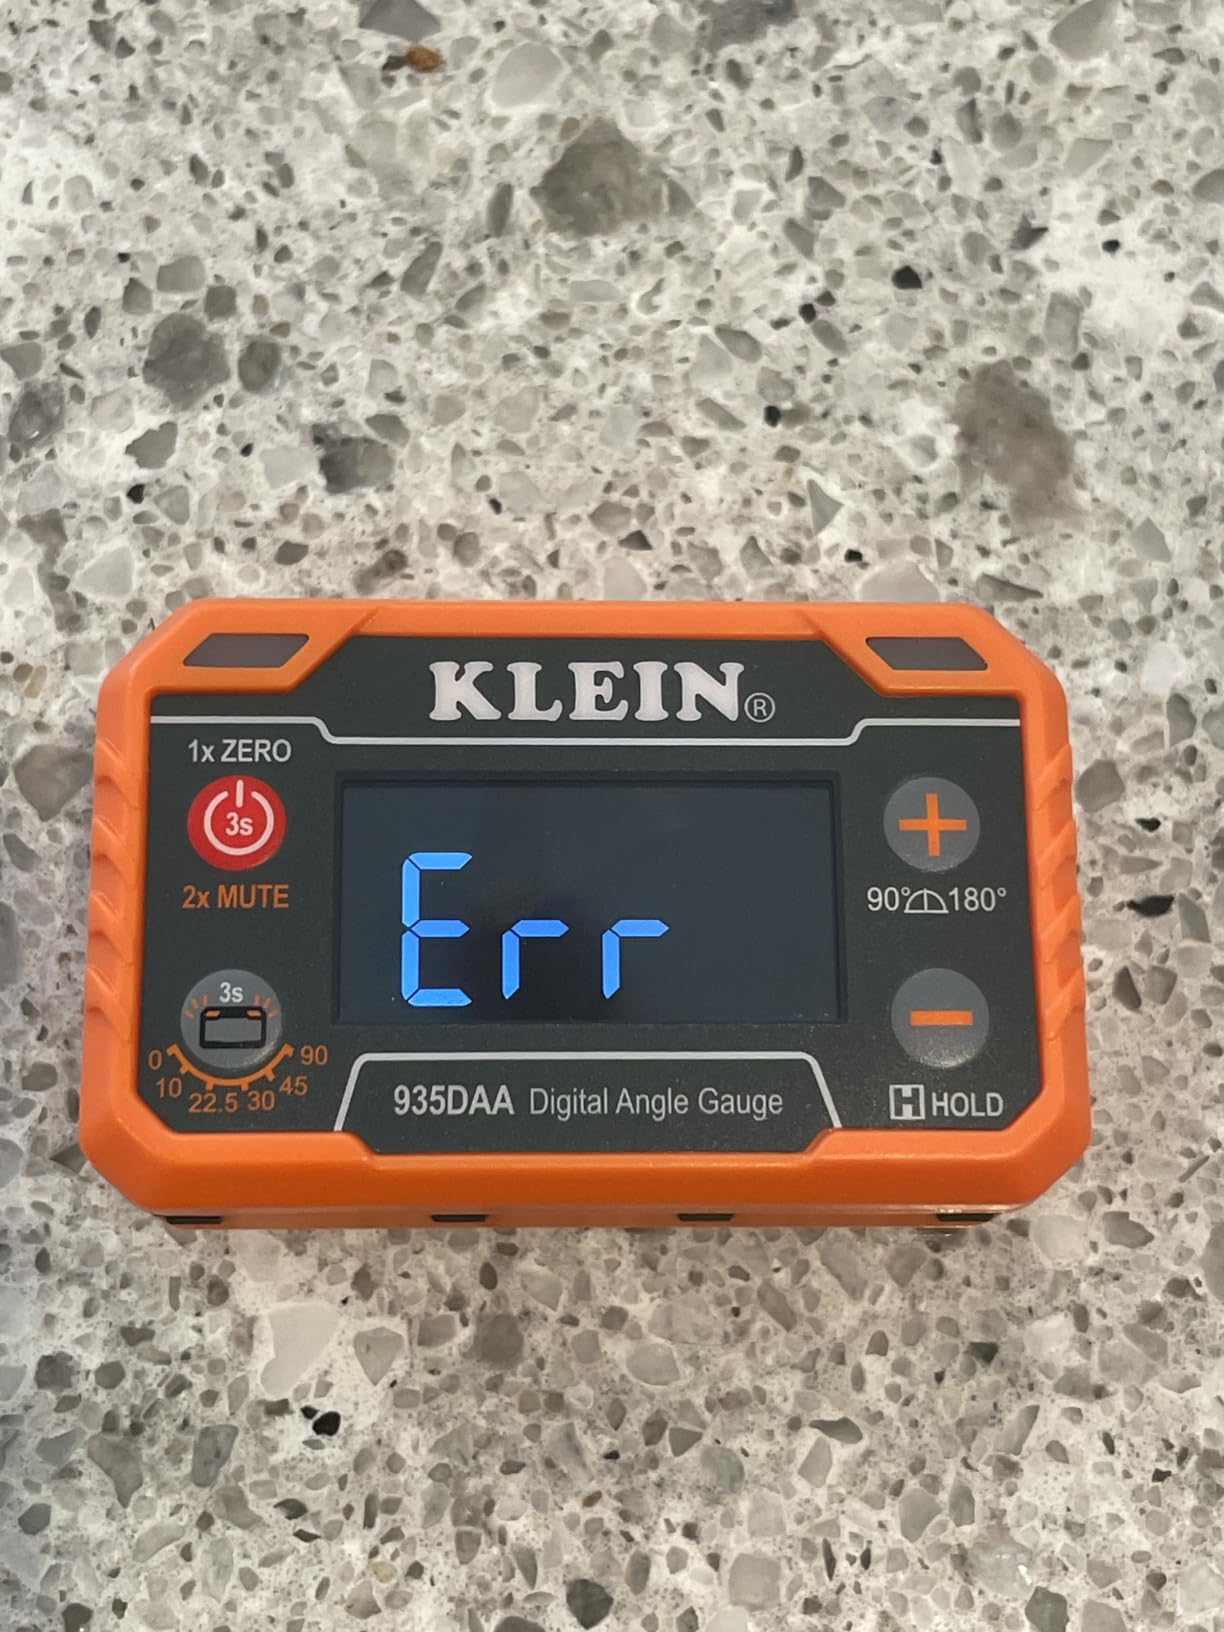 KLEIN®
1x ZERO
3s
2x MUTE
Err
+
90° 180°
3s
0 10 22.5 30 45 90
−
H HOLD
935DAA Digital Angle Gauge